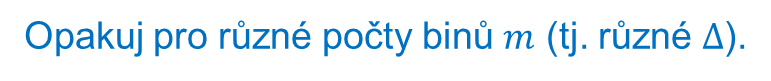 Opakuj pro různé počty binů 𝑚 (tj. různé Δ).